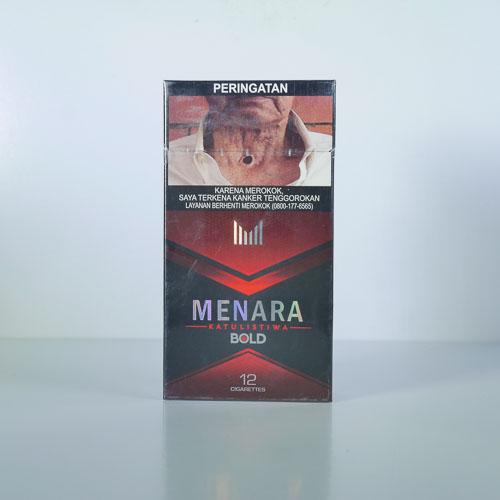 PERINGATAN
KARENA MEROKOK,
SAYA TERKENA KANKER TENGGOROKAN
LAYANAN BERHENTI MEROKOK (0800-177-6565)
MENARA
KATULISTIWA
BOLD
12
CIGARETTES